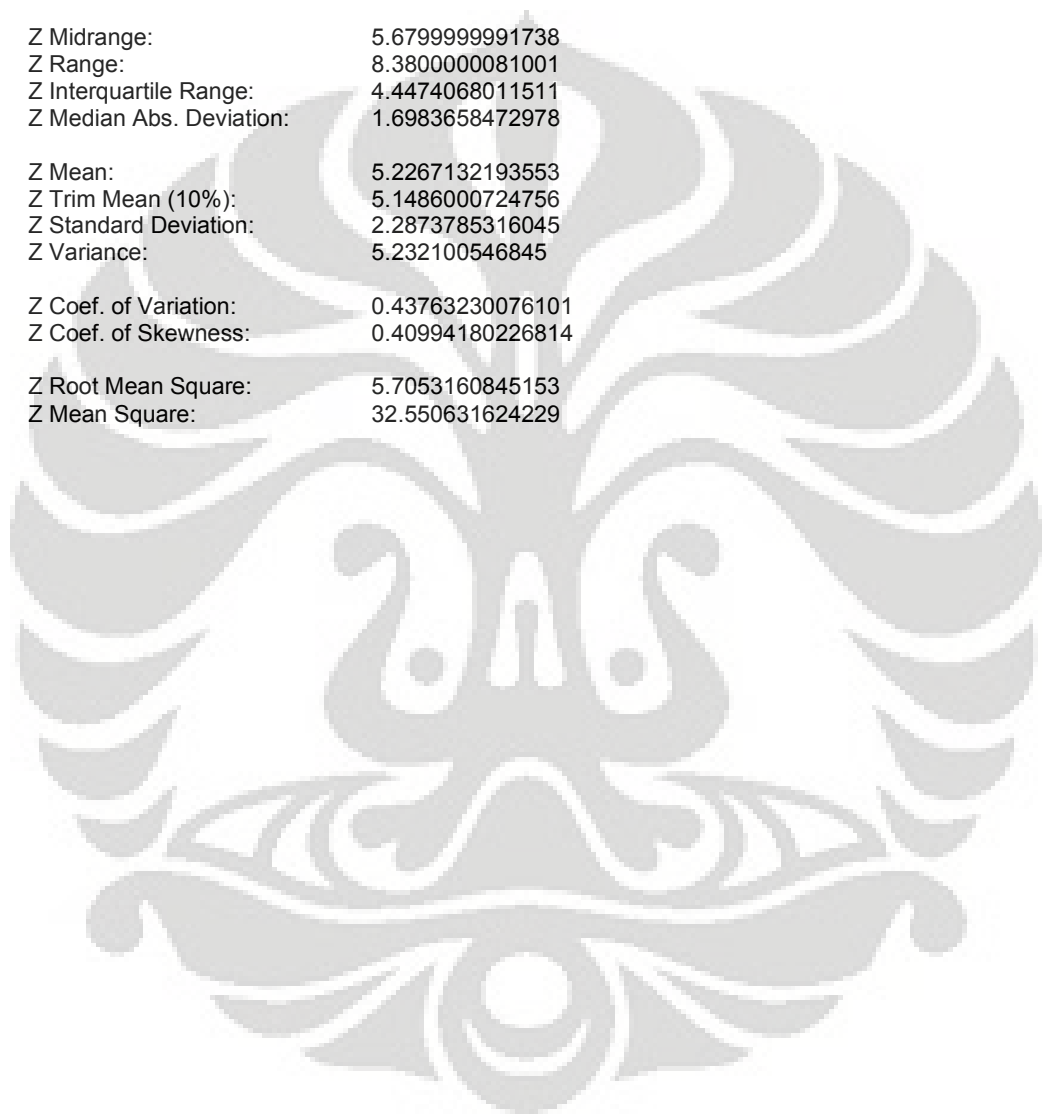 Z Midrange: 5.6799999991738
Z Range: 8.3800000081001
Z Interquartile Range: 4.4474068011511
Z Median Abs. Deviation: 1.6983658472978
Z Mean: 5.2267132193553
Z Trim Mean (10%): 5.1486000724756
Z Standard Deviation: 2.2873785316045
Z Variance: 5.232100546845
Z Coef. of Variation: 0.43763230076101
Z Coef. of Skewness: 0.40994180226814
Z Root Mean Square: 5.7053160845153
Z Mean Square: 32.550631624229